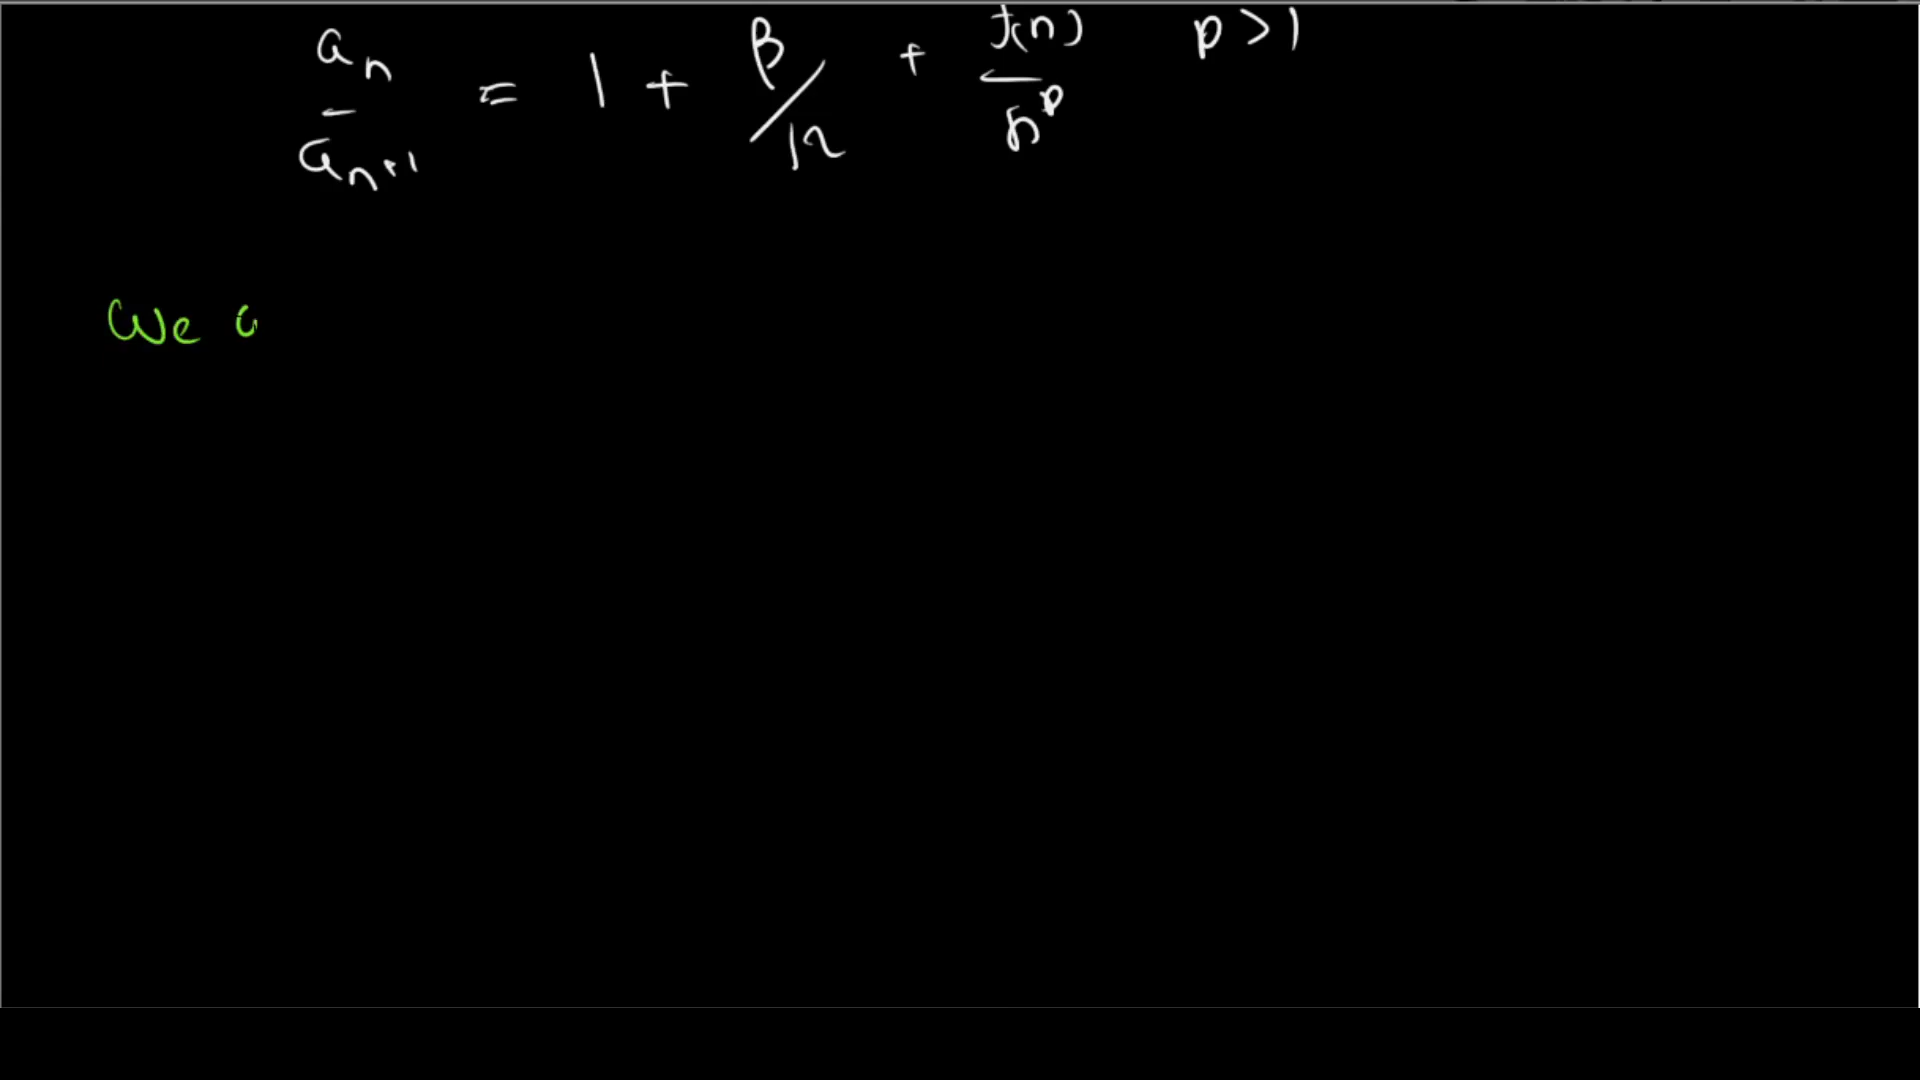 a_n / a_{n+1} = 1 + β/n + f(n) / n^p    p > 1
We a